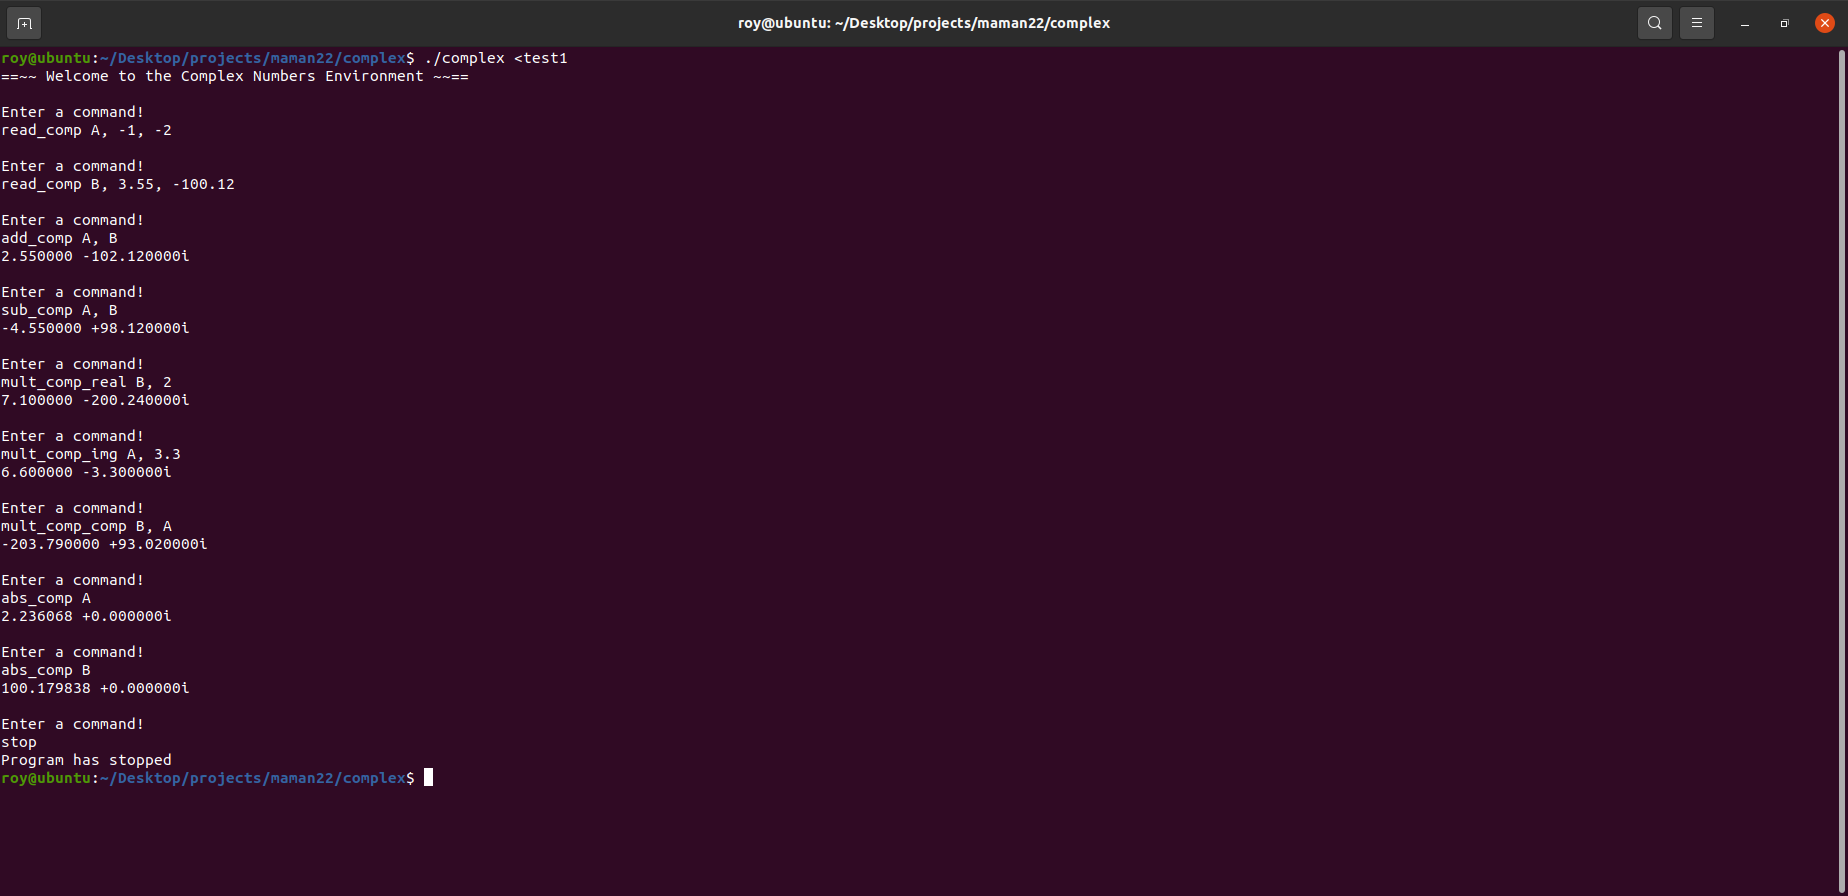 roy@ubuntu: ~/Desktop/projects/maman22/complex
roy@ubuntu:~/Desktop/projects/maman22/complex$ ./complex <test1
==~~ Welcome to the Complex Numbers Environment ~~==
Enter a command!
read_comp A, -1, -2
Enter a command!
read_comp B, 3.55, -100.12
Enter a command!
add_comp A, B
2.550000 -102.120000i
Enter a command!
sub_comp A, B
-4.550000 +98.120000i
Enter a command!
mult_comp_real B, 2
7.100000 -200.240000i
Enter a command!
mult_comp_img A, 3.3
6.600000 -3.300000i
Enter a command!
mult_comp_comp B, A
-203.790000 +93.020000i
Enter a command!
abs_comp A
2.236068 +0.000000i
Enter a command!
abs_comp B
100.179838 +0.000000i
Enter a command!
stop
Program has stopped
roy@ubuntu:~/Desktop/projects/maman22/complex$